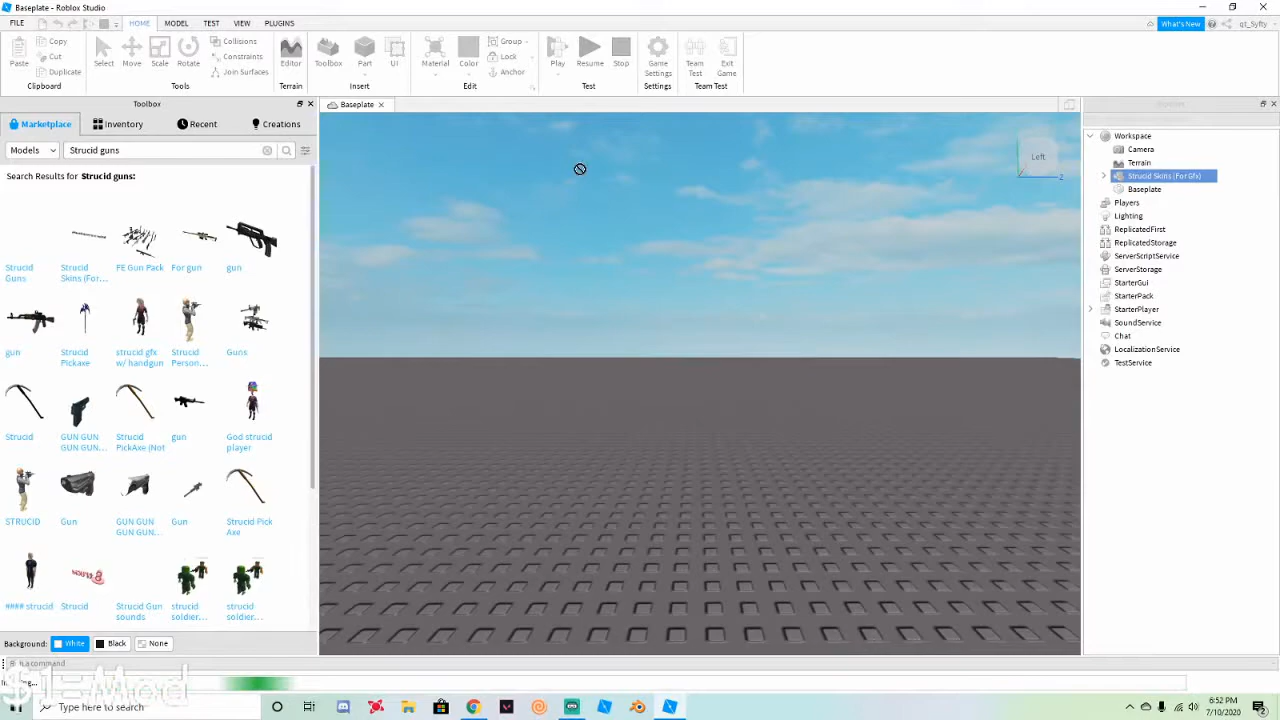 Baseplate - Roblox Studio
FILE HOME MODEL TEST VIEW PLUGINS What's New qt_Syfty
Copy Collisions Group
Cut Constraints Lock
Duplicate Join Surfaces Anchor
Paste Select Move Scale Rotate Editor Toolbox Part UI Material Color Play Resume Stop Game Settings Team Test Exit Game
Clipboard Tools Terrain Insert Edit Test Settings Team Test
Toolbox
Baseplate
Marketplace Inventory Recent Creations
Models Strucid guns
Search Results for Strucid guns:
Strucid Guns
Strucid Skins (For...
FE Gun Pack
For gun
gun
gun
Strucid Pickaxe
strucid gfx w/ handgun
Strucid Person...
Guns
Strucid
GUN GUN GUN GUN...
Strucid PickAxe (Not
gun
God strucid player
STRUCID
Gun
GUN GUN GUN GUN...
Gun
Strucid Pick Axe
#### strucid
Strucid
Strucid Gun sounds
strucid soldier...
strucid soldier...
Background: White Black None
Left
Z
Workspace
Camera
Terrain
Strucid Skins (For Gfx)
Baseplate
Players
Lighting
ReplicatedFirst
ReplicatedStorage
ServerScriptService
ServerStorage
StarterGui
StarterPack
StarterPlayer
SoundService
Chat
LocalizationService
TestService
a command
$1=Mod
Type here to search
6:52 PM
7/10/2020
2